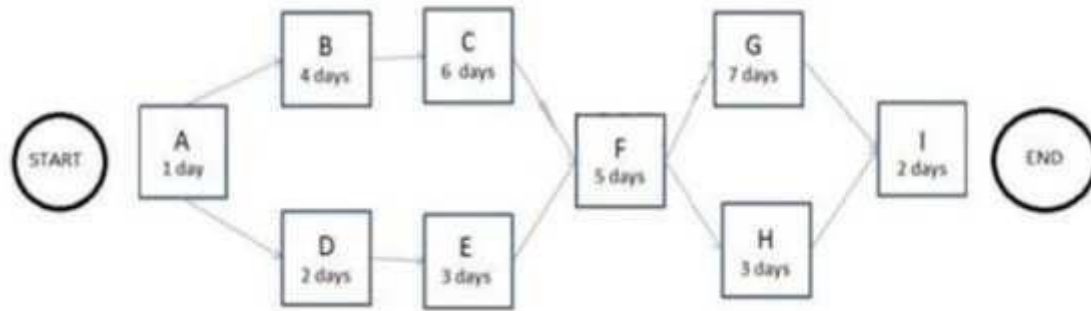 START
A
1 day
B
4 days
C
6 days
D
2 days
E
3 days
F
5 days
G
7 days
H
3 days
I
2 days
END